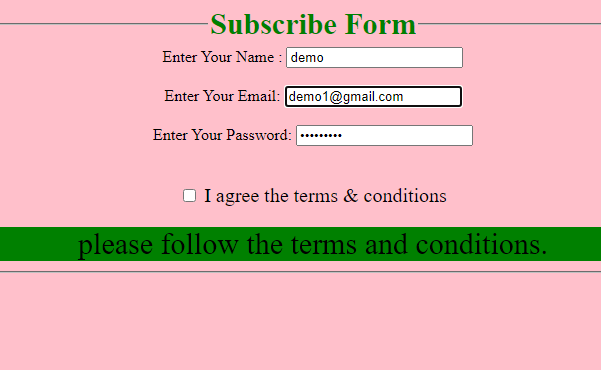 Subscribe Form
Enter Your Name : demo
Enter Your Email: demo1@gmail.com
Enter Your Password: •••••••••
I agree the terms & conditions
please follow the terms and conditions.